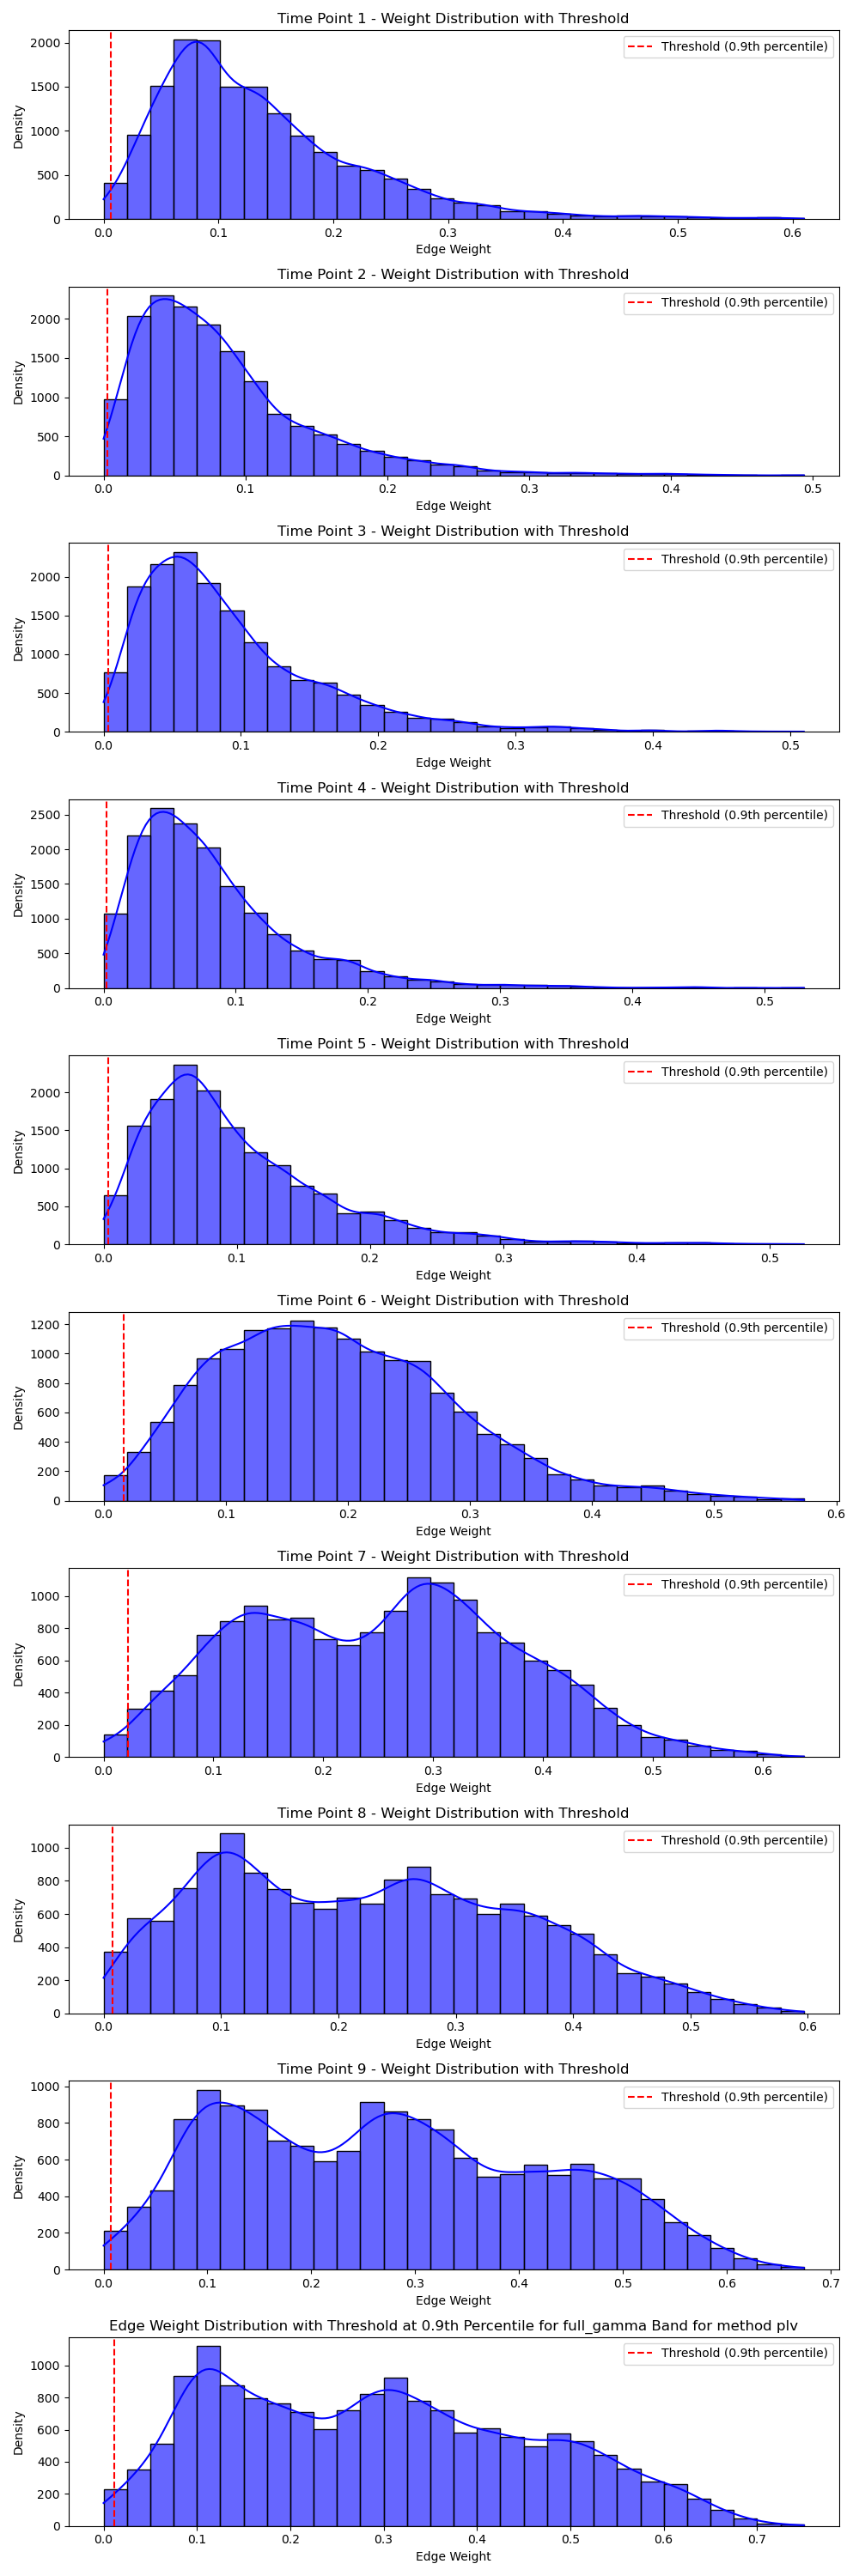 Time Point 1 - Weight Distribution with Threshold
Threshold (0.9th percentile)
Density
2000
1500
1000
500
0
0.0 0.1 0.2 0.3 0.4 0.5 0.6
Edge Weight
Time Point 2 - Weight Distribution with Threshold
Threshold (0.9th percentile)
Density
2000
1500
1000
500
0
0.0 0.1 0.2 0.3 0.4 0.5
Edge Weight
Time Point 3 - Weight Distribution with Threshold
Threshold (0.9th percentile)
Density
2000
1500
1000
500
0
0.0 0.1 0.2 0.3 0.4 0.5
Edge Weight
Time Point 4 - Weight Distribution with Threshold
Threshold (0.9th percentile)
Density
2500
2000
1500
1000
500
0
0.0 0.1 0.2 0.3 0.4 0.5
Edge Weight
Time Point 5 - Weight Distribution with Threshold
Threshold (0.9th percentile)
Density
2000
1500
1000
500
0
0.0 0.1 0.2 0.3 0.4 0.5
Edge Weight
Time Point 6 - Weight Distribution with Threshold
Threshold (0.9th percentile)
Density
1200
1000
800
600
400
200
0
0.0 0.1 0.2 0.3 0.4 0.5 0.6
Edge Weight
Time Point 7 - Weight Distribution with Threshold
Threshold (0.9th percentile)
Density
1000
800
600
400
200
0
0.0 0.1 0.2 0.3 0.4 0.5 0.6
Edge Weight
Time Point 8 - Weight Distribution with Threshold
Threshold (0.9th percentile)
Density
1000
800
600
400
200
0
0.0 0.1 0.2 0.3 0.4 0.5 0.6
Edge Weight
Time Point 9 - Weight Distribution with Threshold
Threshold (0.9th percentile)
Density
1000
800
600
400
200
0
0.0 0.1 0.2 0.3 0.4 0.5 0.6 0.7
Edge Weight
Edge Weight Distribution with Threshold at 0.9th Percentile for full_gamma Band for method plv
Threshold (0.9th percentile)
Density
1000
800
600
400
200
0
0.0 0.1 0.2 0.3 0.4 0.5 0.6 0.7
Edge Weight